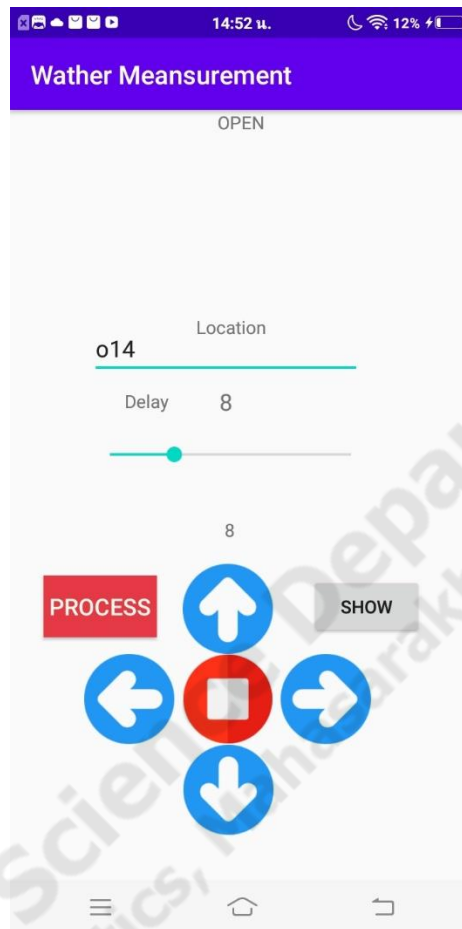 14:52 น.
12%
Wather Meansurement
OPEN
Location
o14
Delay 8
8
PROCESS
SHOW